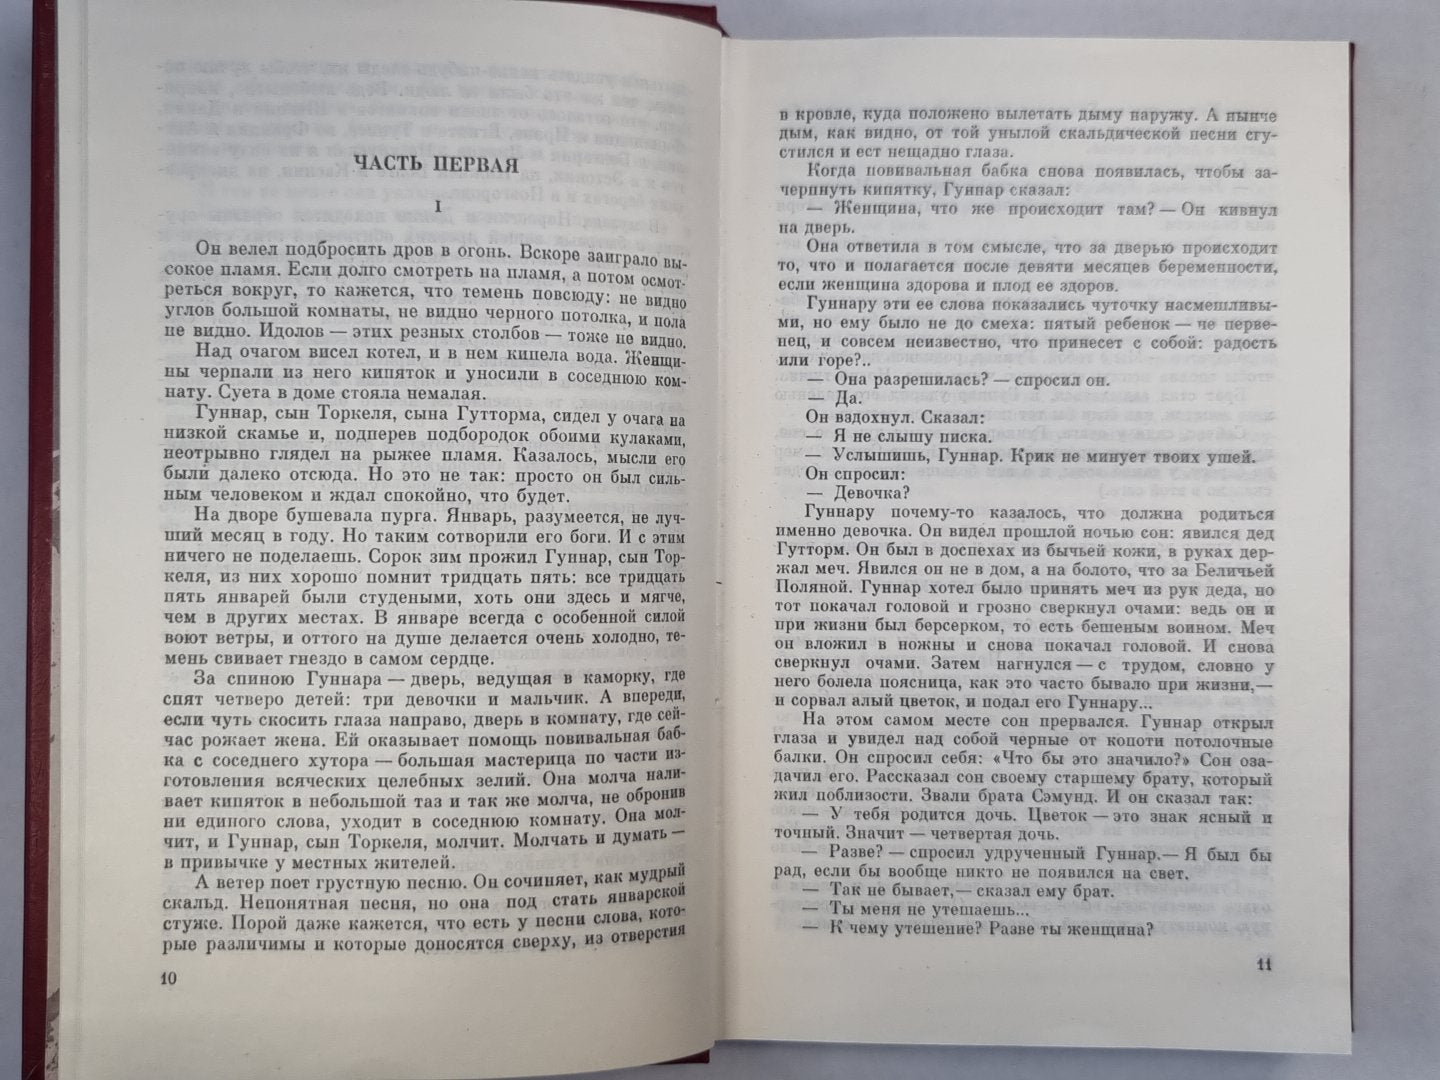 ЧАСТЬ ПЕРВАЯ
I
Он велел подбросить дров в огонь. Вскоре заиграло вы-
сокое пламя. Если долго смотреть на пламя, а потом осмот-
реться вокруг, то кажется, что темень повсюду: не видно
углов большой комнаты, не видно черного потолка, и пола
не видно. Идолов — этих резных столбов — тоже не видно.
Над очагом висел котел, и в нем кипела вода. Женщи-
ны черпали из него кипяток и уносили в соседнюю ком-
нату. Суета в доме стояла немалая.
Гуннар, сын Торкеля, сына Гутторма, сидел у очага на
низкой скамье и, подперев подбородок обоими кулаками,
неотрывно глядел на рыжее пламя. Казалось, мысли его
были далеко отсюда. Но это не так: просто он был силь-
ным человеком и ждал спокойно, что будет.
На дворе бушевала пурга. Январь, разумеется, не луч-
ший месяц в году. Но таким сотворили его боги. И с этим
ничего не поделаешь. Сорок зим прожил Гуннар, сын Тор-
келя, из них хорошо помнит тридцать пять: все тридцать
пять январей были студеными, хоть они здесь и мягче,
чем в других местах. В январе всегда с особенной силой
воют ветры, и оттого на душе делается очень холодно, те-
мень свивает гнездо в самом сердце.
За спиною Гуннара — дверь, ведущая в каморку, где
спят четверо детей: три девочки и мальчик. А впереди,
если чуть скосить глаза направо, дверь в комнату, где сей-
час рожает жена. Ей оказывает помощь повивальная баб-
ка с соседнего хутора — большая мастерица по части из-
готовления всяческих целебных зелий. Она молча нали-
вает кипяток в небольшой таз и так же молча, не обронив
ни единого слова, уходит в соседнюю комнату. Она мол-
чит, и Гуннар, сын Торкеля, молчит. Молчать и думать —
в привычке у местных жителей.
А ветер поет грустную песню. Он сочиняет, как мудрый
скальд. Непонятная песня, но она под стать январской
стуже. Порой даже кажется, что есть у песни слова, кото-
рые различимы и которые доносятся сверху, из отверстия
10
в кровле, куда положено вылетать дыму наружу. А нынче
дым, как видно, от той унылой скальдической песни сгу-
стился и ест нещадно глаза.
Когда повивальная бабка снова появилась, чтобы за-
черпнуть кипятку, Гуннар сказал:
— Женщина, что же происходит там? — Он кивнул
на дверь.
Она ответила в том смысле, что за дверью происходит
то, что и полагается после девяти месяцев беременности,
если женщина здорова и плод ее здоров.
Гуннару эти ее слова показались чуточку насмешливы-
ми, но ему было не до смеха: пятый ребенок — че перве-
нец, и совсем неизвестно, что принесет с собой: радость
или горе?..
— Она разрешилась? — спросил он.
— Да.
Он вздохнул. Сказал:
— Я не слышу писка.
— Услышишь, Гуннар. Крик не минует твоих ушей.
Он спросил:
— Девочка?
Гуннару почему-то казалось, что должна родиться
именно девочка. Он видел прошлой ночью сон: явился дед
Гутторм. Он был в доспехах из бычьей кожи, в руках дер-
жал меч. Явился он не в дом, а на болото, что за Беличьей
Поляной. Гуннар хотел было принять меч из рук деда, но
тот покачал головой и грозно сверкнул очами: ведь он и
при жизни был берсерком, то есть бешеным воином. Меч
он вложил в ножны и снова покачал головой. И снова
сверкнул очами. Затем нагнулся — с трудом, словно у
него болела поясница, как это часто бывало при жизни,—
и сорвал алый цветок, и подал его Гуннару...
На этом самом месте сон прервался. Гуннар открыл
глаза и увидел над собой черные от копоти потолочные
балки. Он спросил себя: «Что бы это значило?» Сон оза-
дачил его. Рассказал сон своему старшему брату, который
жил поблизости. Звали брата Сэмунд. И он сказал так:
— У тебя родится дочь. Цветок — это знак ясный и
точный. Значит — четвертая дочь.
— Разве? — спросил удрученный Гуннар.— Я был бы
рад, если бы вообще никто не появился на свет.
— Так не бывает,— сказал ему брат.
— Ты меня не утешаешь...
— К чему утешение? Разве ты женщина?
11